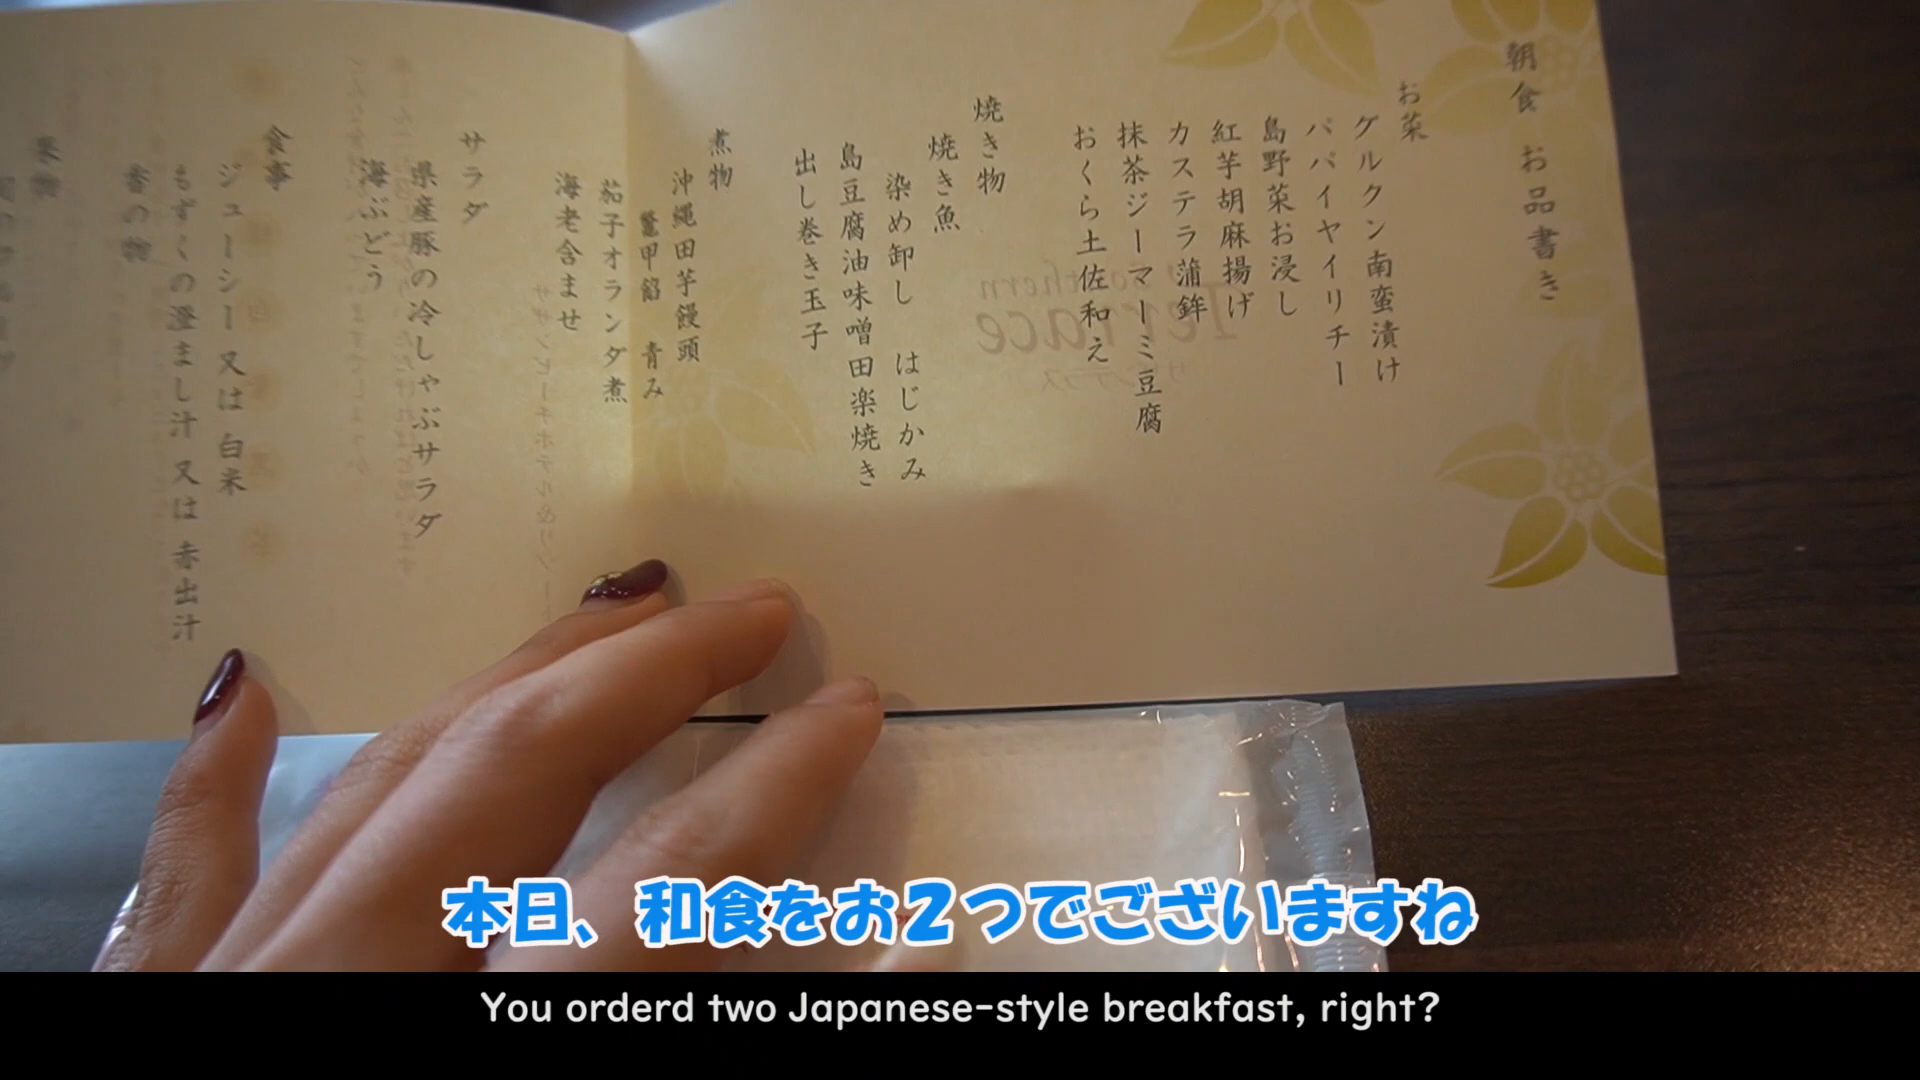 朝食 お品書き
お菜
グルクン南蛮漬け
パパイヤイリチー
島野菜お浸し
紅芋胡麻揚げ
カステラ蒲鉾
抹茶ジーマーミ豆腐
おくら土佐和え
焼き物
焼き魚
染め卸し はじかみ
島豆腐油味噌田楽焼き
出し巻き玉子
煮物
沖縄田芋饅頭
鼈甲餡 青み
茄子オランダ煮
海老含ませ
サラダ
県産豚の冷しゃぶサラダ
海ぶどう
食事
ジューシー 又は 白米
もずくの澄まし汁 又は 赤出汁
香の物
果物
Southern
Terrace
本日、和食をお2つでございますね
You orderd two Japanese-style breakfast, right?